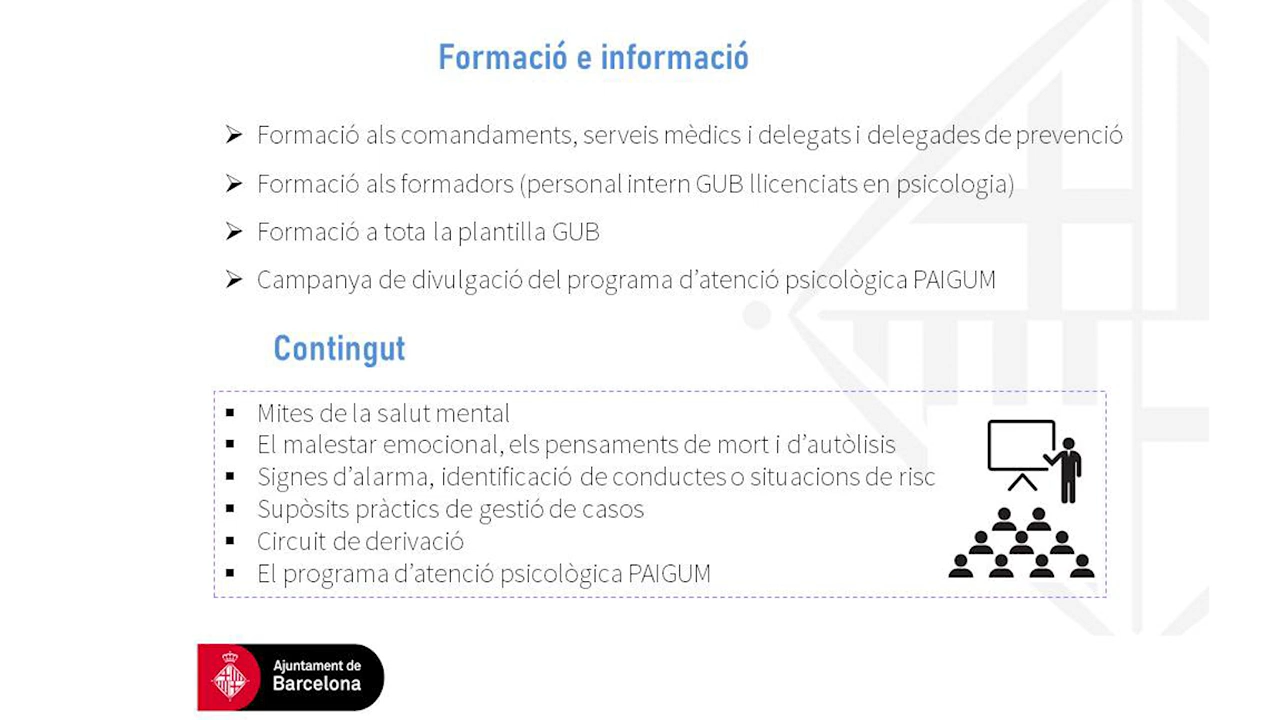 Formació e informació
Formació als comandaments, serveis mèdics i delegats i delegades de prevenció
Formació als formadors (personal intern GUB llicenciats en psicologia)
Formació a tota la plantilla GUB
Campanya de divulgació del programa d’atenció psicològica PAIGUM
Contingut
Mites de la salut mental
El malestar emocional, els pensaments de mort i d’autòlisis
Signes d’alarma, identificació de conductes o situacions de risc
Supòsits pràctics de gestió de casos
Circuit de derivació
El programa d’atenció psicològica PAIGUM
Ajuntament de
Barcelona